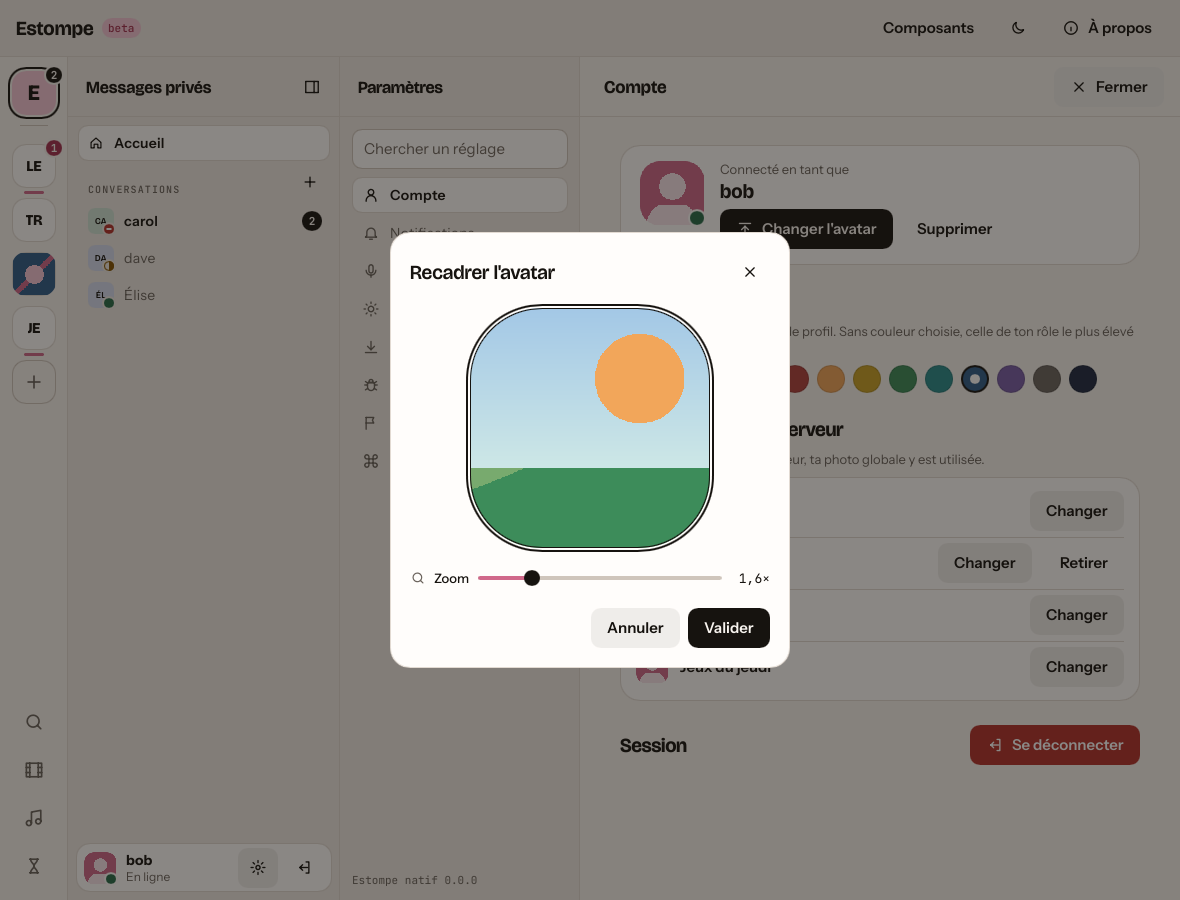 Estompe beta
Composants
À propos
E 2
LE 1
TR
JE
Messages privés
Accueil
CONVERSATIONS
CA carol 2
DA dave
ÉL Élise
bob
En ligne
Paramètres
Chercher un réglage
Compte
Notifications
Estompe natif 0.0.0
Compte
Fermer
Connecté en tant que
bob
Changer l'avatar
Supprimer
le profil. Sans couleur choisie, celle de ton rôle le plus élevé
erveur
eur, ta photo globale y est utilisée.
Changer
Changer
Retirer
Changer
Jeux du jeudi
Changer
Session
Se déconnecter
Recadrer l'avatar
Zoom
1,6×
Annuler
Valider